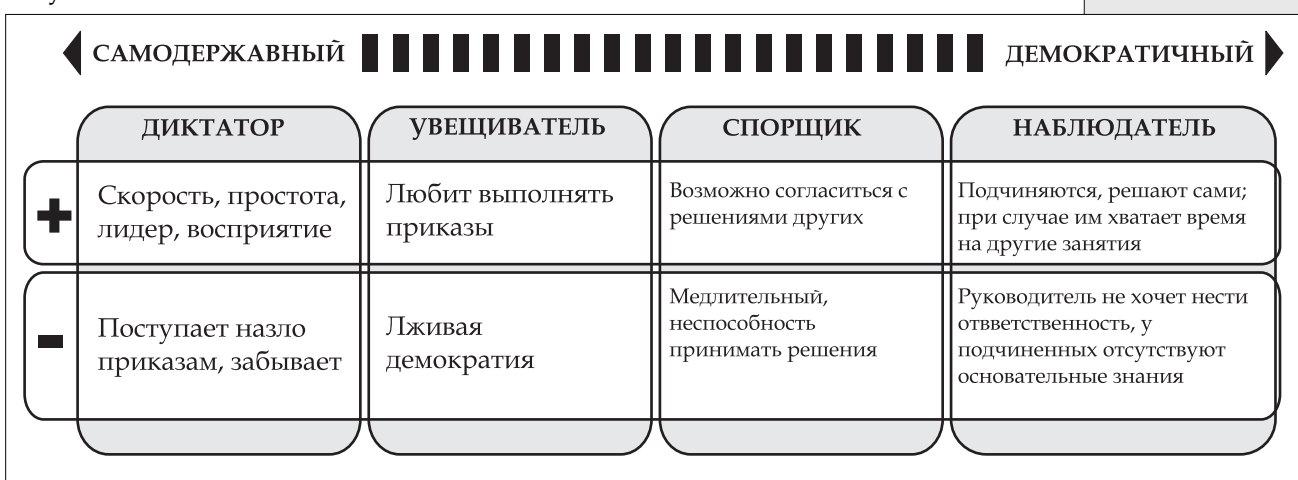 САМОДЕРЖАВНЫЙ ДЕМОКРАТИЧНЫЙ
ДИКТАТОР
УВЕЩИВАТЕЛЬ
СПОРЩИК
НАБЛЮДАТЕЛЬ
+
Скорость, простота,
лидер, восприятие
Любит выполнять
приказы
Возможно согласиться с
решениями других
Подчиняются, решают сами;
при случае им хватает время
на другие занятия
-
Поступает назло
приказам, забывает
Лживая
демократия
Медлительный,
неспособность
принимать решения
Руководитель не хочет нести
отвветственность, у
подчиненных отсутствуют
основательные знания